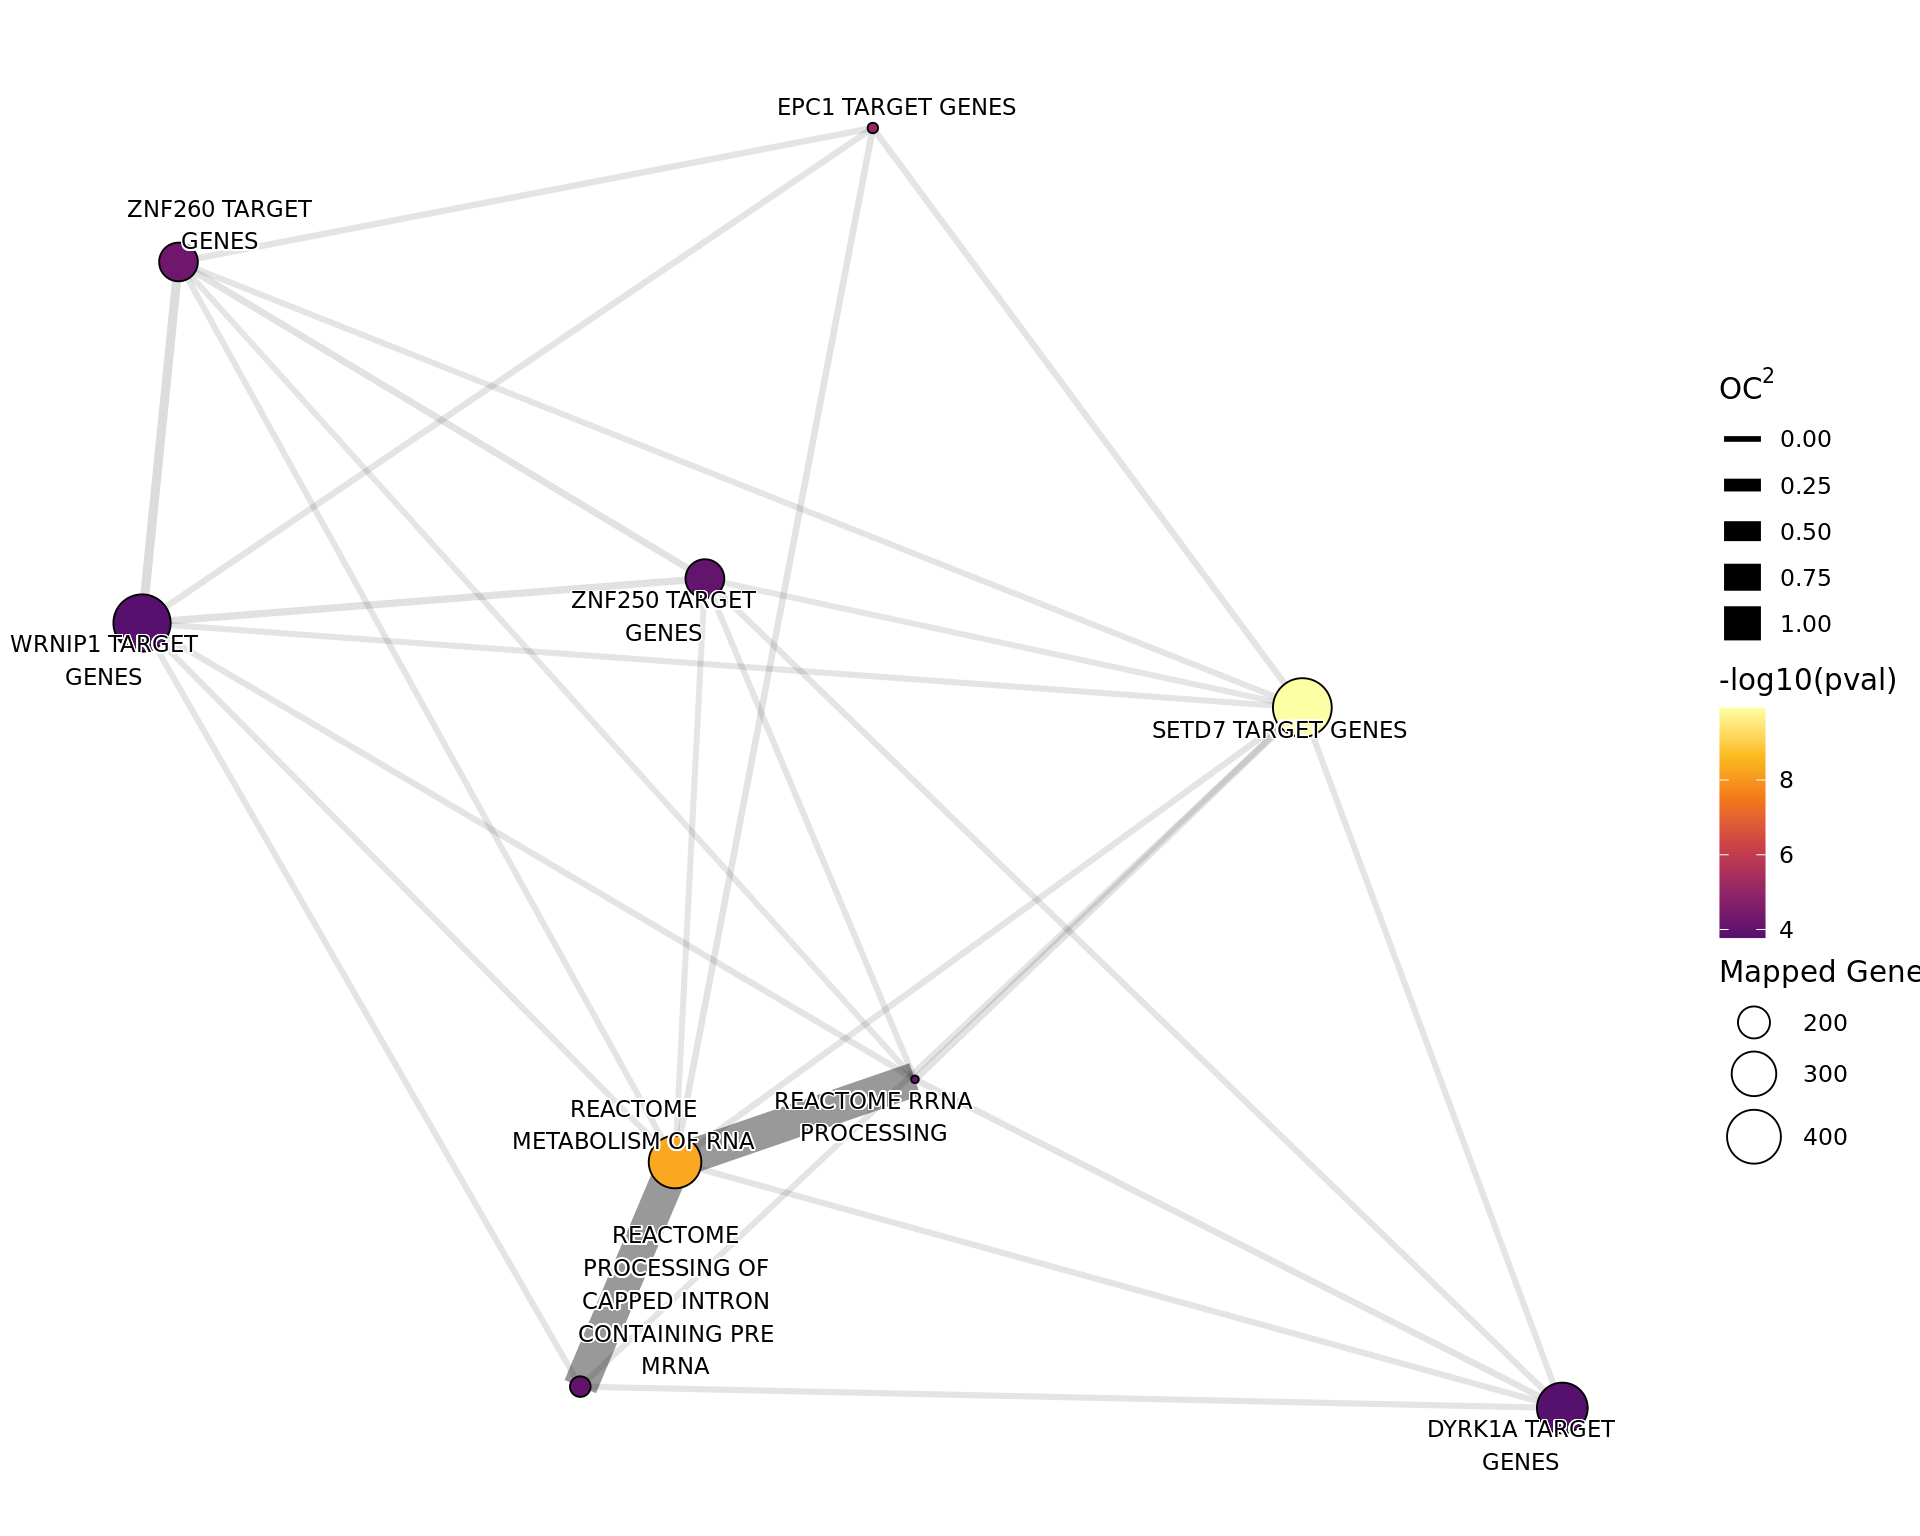 EPC1 TARGET GENES
ZNF260 TARGET
GENES
ZNF250 TARGET
GENES
WRNIP1 TARGET
GENES
SETD7 TARGET GENES
REACTOME
METABOLISM OF RNA
REACTOME RRNA
PROCESSING
REACTOME
PROCESSING OF
CAPPED INTRON
CONTAINING PRE
MRNA
DYRK1A TARGET
GENES
OC²
0.00
0.25
0.50
0.75
1.00
-log10(pval)
8
6
4
Mapped Gene
200
300
400